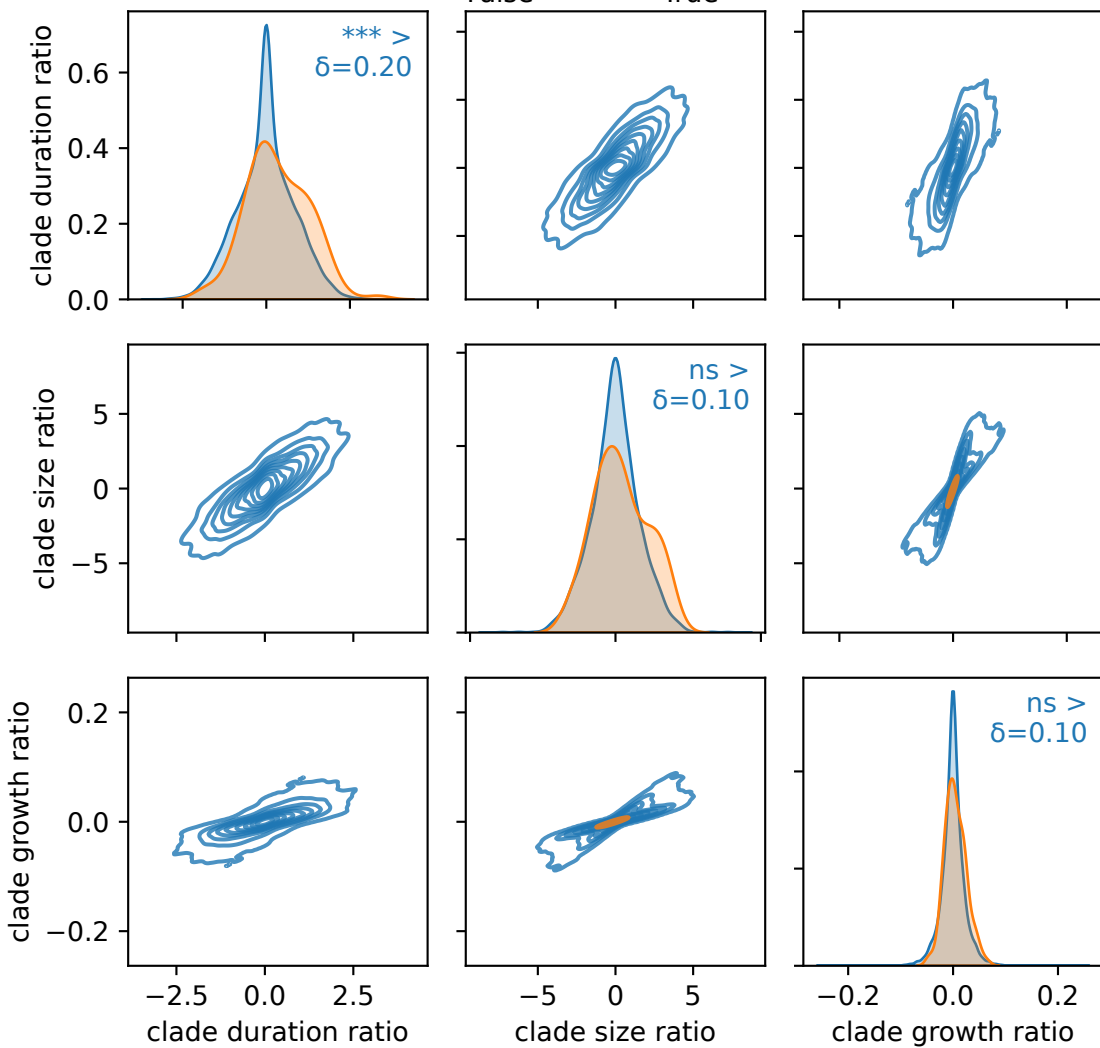 True
clade duration ratio
0.6
0.4
0.2
0.0
*** >
δ=0.20
clade size ratio
5
0
−5
ns >
δ=0.10
clade growth ratio
0.2
0.0
−0.2
ns >
δ=0.10
−2.5 0.0 2.5
−5 0 5
−0.2 0.0 0.2
clade duration ratio
clade size ratio
clade growth ratio